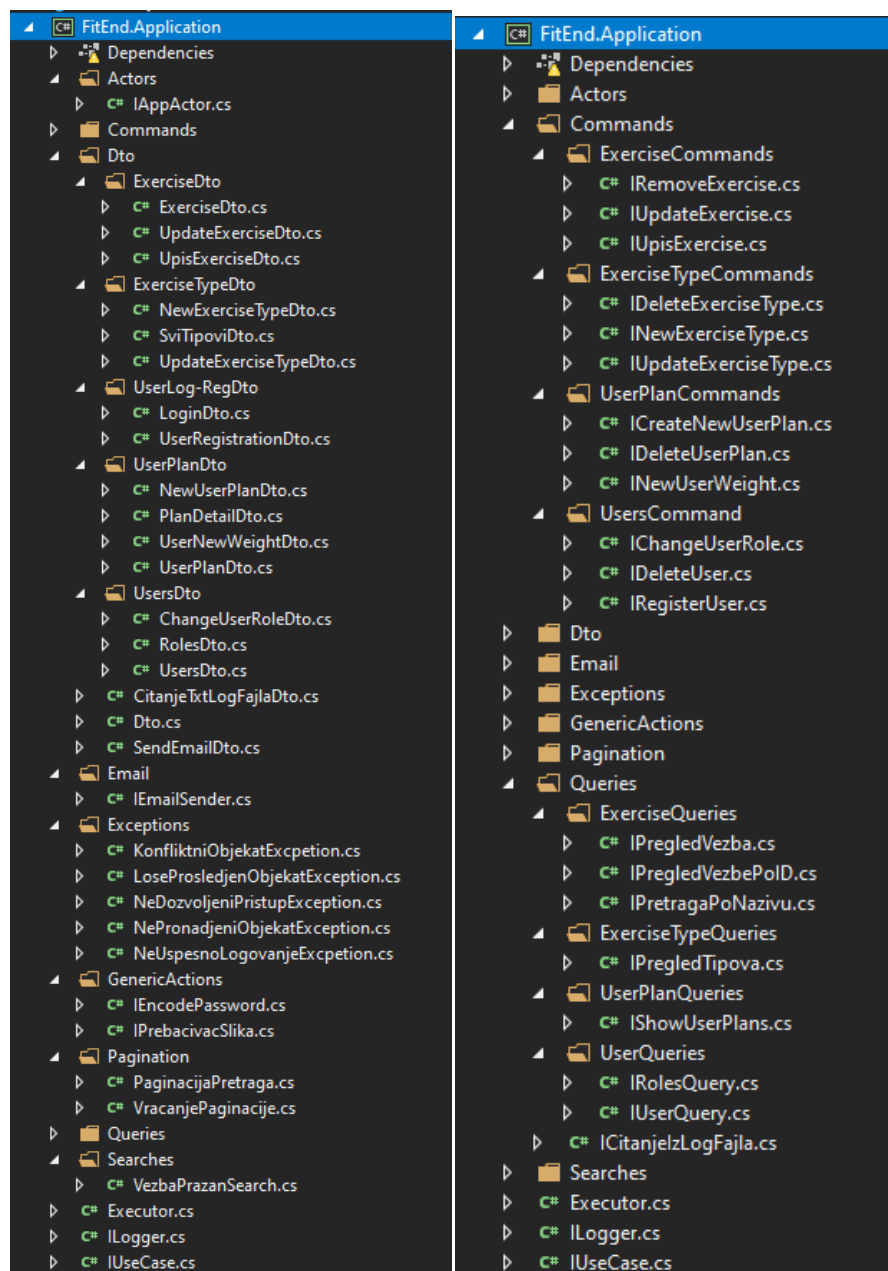 FitEnd.Application
Dependencies
Actors
C# IAppActor.cs
Commands
Dto
ExerciseDto
C# ExerciseDto.cs
C# UpdateExerciseDto.cs
C# UpisExerciseDto.cs
ExerciseTypeDto
C# NewExerciseTypeDto.cs
C# SviTipoviDto.cs
C# UpdateExerciseTypeDto.cs
UserLog-RegDto
C# LoginDto.cs
C# UserRegistrationDto.cs
UserPlanDto
C# NewUserPlanDto.cs
C# PlanDetailDto.cs
C# UserNewWeightDto.cs
C# UserPlanDto.cs
UsersDto
C# ChangeUserRoleDto.cs
C# RolesDto.cs
C# UsersDto.cs
C# CitanjeTxtLogFajlaDto.cs
C# Dto.cs
C# SendEmailDto.cs
Email
C# IEmailSender.cs
Exceptions
C# KonfliktniObjekatExcpetion.cs
C# LoseProsledjenObjekatException.cs
C# NeDozvoljeniPristupException.cs
C# NePronadjeniObjekatException.cs
C# NeUspesnoLogovanjeExcpetion.cs
GenericActions
C# IEncodePassword.cs
C# IPrebacivacSlika.cs
Pagination
C# PaginacijaPretraga.cs
C# VracanjePaginacije.cs
Queries
Searches
C# VezbaPrazanSearch.cs
C# Executor.cs
C# ILogger.cs
C# IUseCase.cs
C# FitEnd.Application
Dependencies
Actors
Commands
ExerciseCommands
C# IRemoveExercise.cs
C# IUpdateExercise.cs
C# IUpisExercise.cs
ExerciseTypeCommands
C# IDeleteExerciseType.cs
C# INewExerciseType.cs
C# IUpdateExerciseType.cs
UserPlanCommands
C# ICreateNewUserPlan.cs
C# IDeleteUserPlan.cs
C# INewUserWeight.cs
UsersCommand
C# IChangeUserRole.cs
C# IDeleteUser.cs
C# IRegisterUser.cs
Dto
Email
Exceptions
GenericActions
Pagination
Queries
ExerciseQueries
C# IPregledVezba.cs
C# IPregledVezbePoID.cs
C# IPretragaPoNazivu.cs
ExerciseTypeQueries
C# IPregledTipova.cs
UserPlanQueries
C# IShowUserPlans.cs
UserQueries
C# IRolesQuery.cs
C# IUserQuery.cs
C# ICitanjeIzLogFajla.cs
Searches
C# Executor.cs
C# ILogger.cs
C# IUseCase.cs